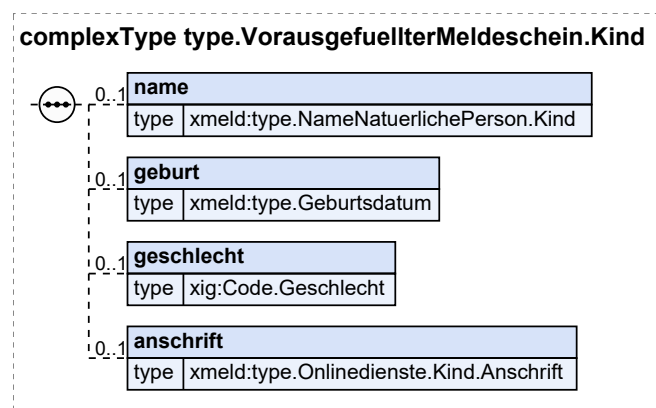 complexType type.VorausgefuellterMeldeschein.Kind
0..1 name
type xmeld:type.NameNatuerlichePerson.Kind
0..1 geburt
type xmeld:type.Geburtsdatum
0..1 geschlecht
type xig:Code.Geschlecht
0..1 anschrift
type xmeld:type.Onlinedienste.Kind.Anschrift